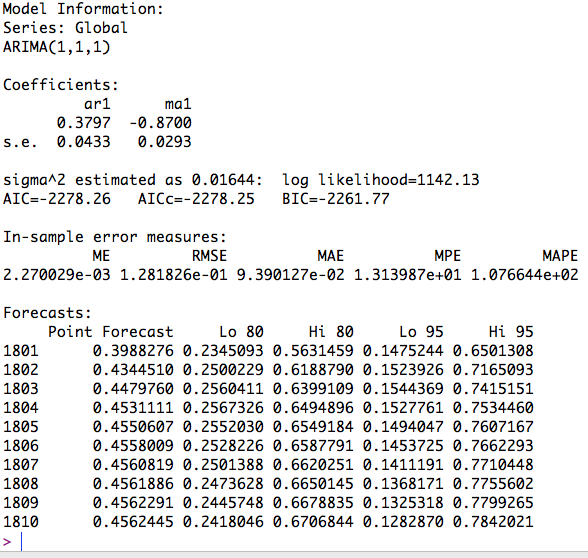 Model Information:
Series: Global
ARIMA(1,1,1)
Coefficients:
ar1 ma1
0.3797 -0.8700
s.e. 0.0433 0.0293
sigma^2 estimated as 0.01644: log likelihood=1142.13
AIC=-2278.26 AICc=-2278.25 BIC=-2261.77
In-sample error measures:
ME RMSE MAE MPE MAPE
2.270029e-03 1.281826e-01 9.390127e-02 1.313987e+01 1.076644e+02
Forecasts:
Point Forecast Lo 80 Hi 80 Lo 95 Hi 95
1801 0.3988276 0.2345093 0.5631459 0.1475244 0.6501308
1802 0.4344510 0.2500229 0.6188790 0.1523926 0.7165093
1803 0.4479760 0.2560411 0.6399109 0.1544369 0.7415151
1804 0.4531111 0.2567326 0.6494896 0.1527761 0.7534460
1805 0.4550607 0.2552030 0.6549184 0.1494047 0.7607167
1806 0.4558009 0.2528226 0.6587791 0.1453725 0.7662293
1807 0.4560819 0.2501388 0.6620251 0.1411191 0.7710448
1808 0.4561886 0.2473628 0.6650145 0.1368171 0.7755602
1809 0.4562291 0.2445748 0.6678835 0.1325318 0.7799265
1810 0.4562445 0.2418046 0.6706844 0.1282870 0.7842021
>